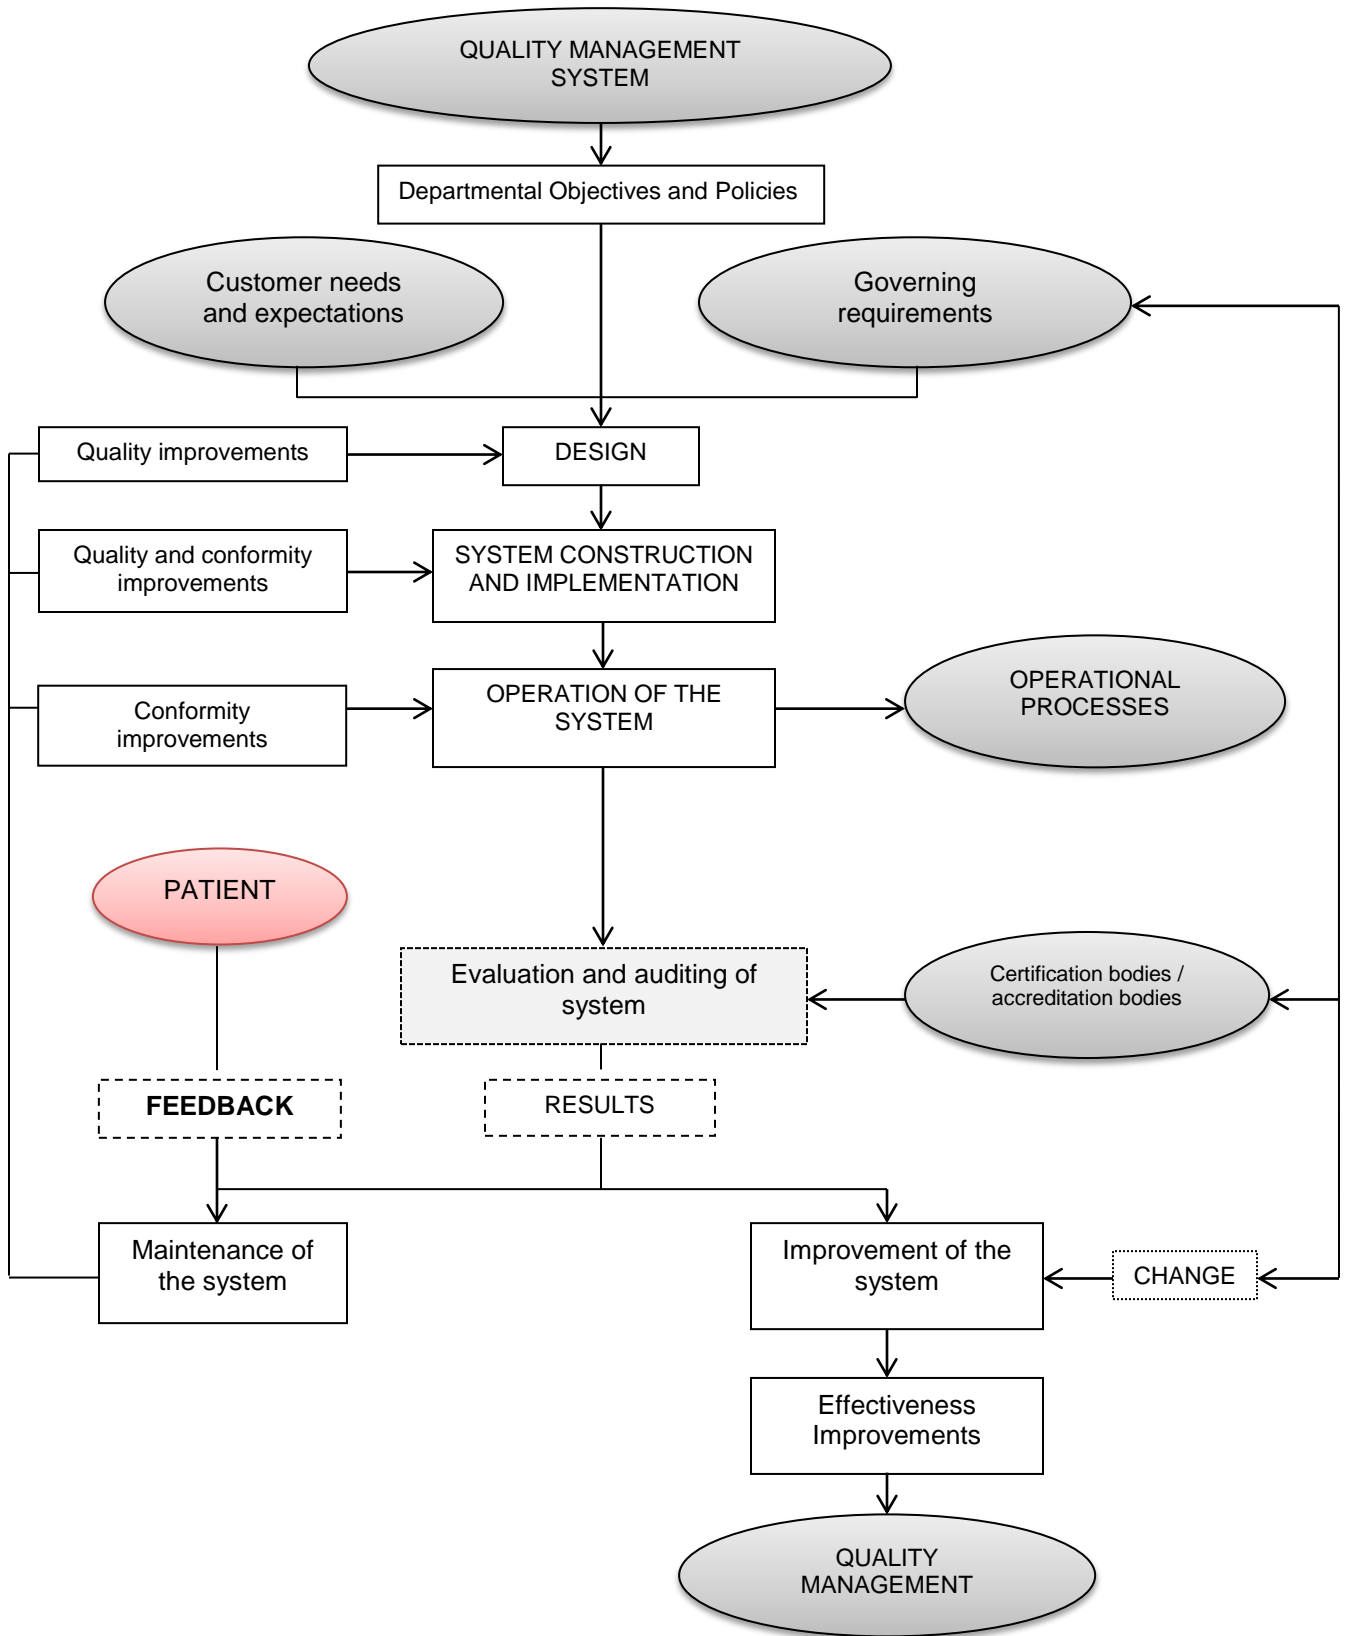 QUALITY MANAGEMENT
SYSTEM
Departmental Objectives and Policies
Customer needs
and expectations
Governing
requirements
Quality improvements
DESIGN
Quality and conformity
improvements
SYSTEM CONSTRUCTION
AND IMPLEMENTATION
Conformity
improvements
OPERATION OF THE
SYSTEM
OPERATIONAL
PROCESSES
PATIENT
Evaluation and auditing of
system
Certification bodies /
accreditation bodies
FEEDBACK
RESULTS
Maintenance of
the system
Improvement of the
system
CHANGE
Effectiveness
Improvements
QUALITY
MANAGEMENT